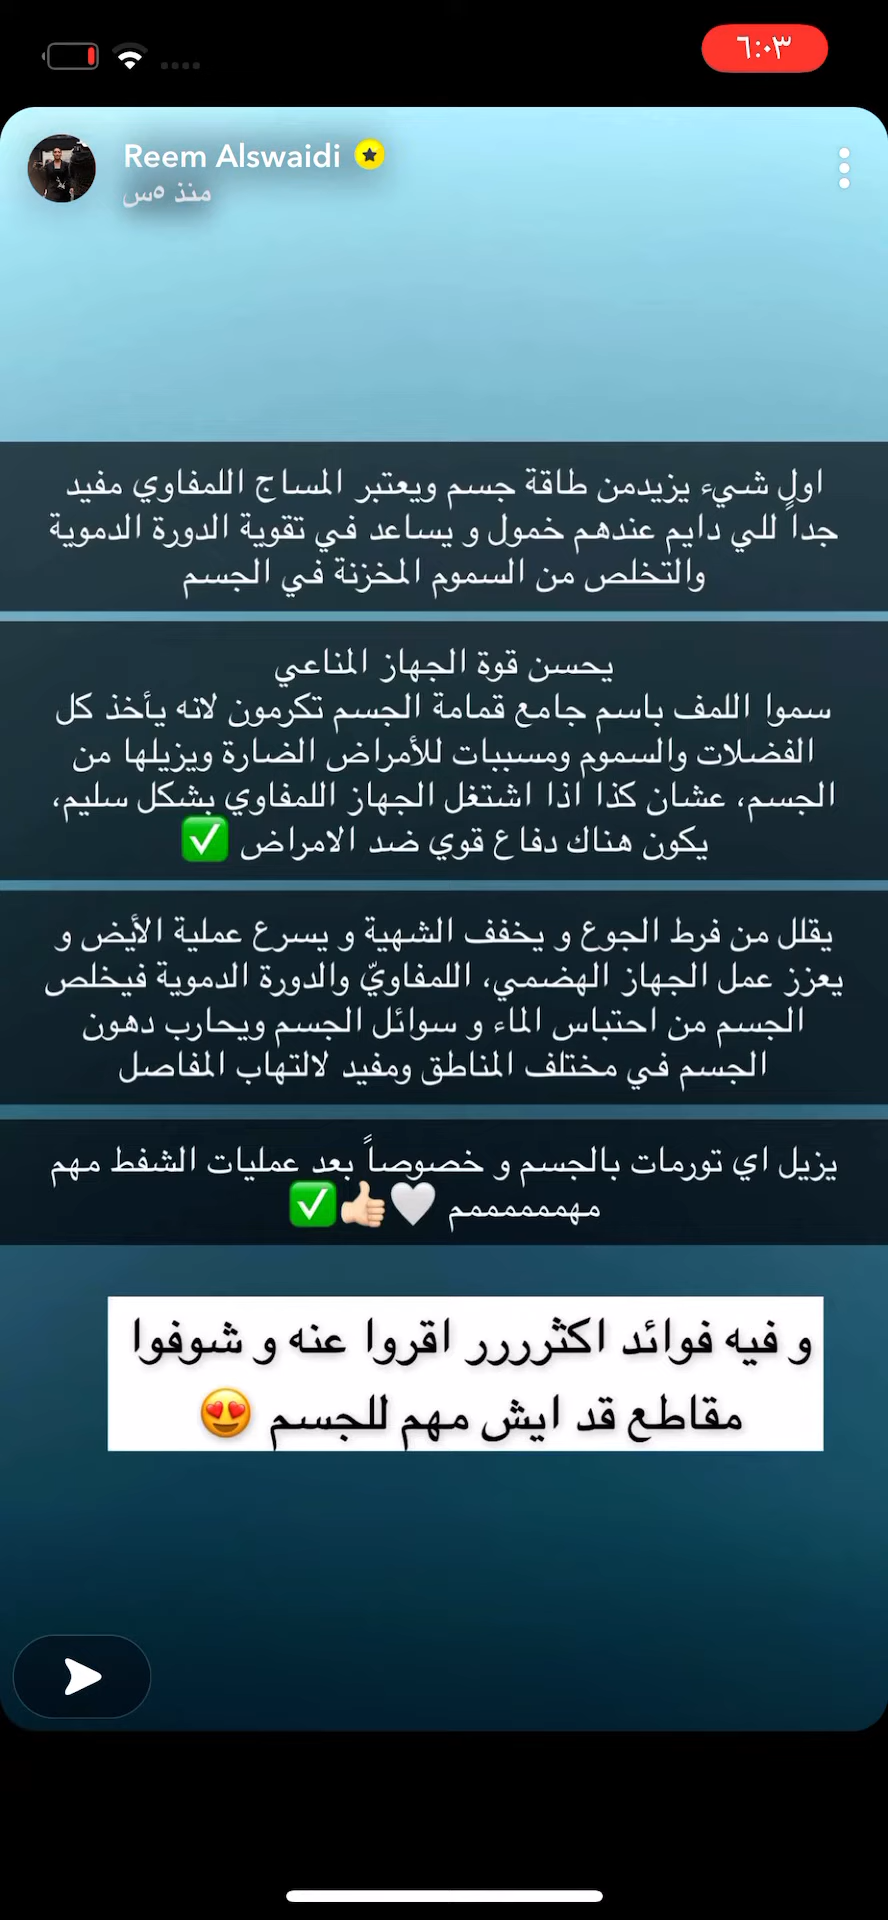 ٦:٠٣
Reem Alswaidi
منذ ٥س
اول شيء يزيدمن طاقة جسم ويعتبر المساج اللمفاوي مفيد
جداً للي دايم عندهم خمول و يساعد في تقوية الدورة الدموية
والتخلص من السموم المخزنة في الجسم
يحسن قوة الجهاز المناعي
سموا اللمف باسم جامع قمامة الجسم تكرمون لانه يأخذ كل
الفضلات والسموم ومسببات للأمراض الضارة ويزيلها من
الجسم، عشان كذا اذا اشتغل الجهاز اللمفاوي بشكل سليم،
يكون هناك دفاع قوي ضد الامراض ✅
يقلل من فرط الجوع و يخفف الشهية و يسرع عملية الأيض و
يعزز عمل الجهاز الهضمي، اللمفاويّ والدورة الدموية فيخلص
الجسم من احتباس الماء و سوائل الجسم ويحارب دهون
الجسم في مختلف المناطق ومفيد لالتهاب المفاصل
يزيل اي تورمات بالجسم و خصوصاً بعد عمليات الشفط مهم
مهمممممم 🤍👍🏻✅
و فيه فوائد اكثرررر اقروا عنه و شوفوا
مقاطع قد ايش مهم للجسم 😍